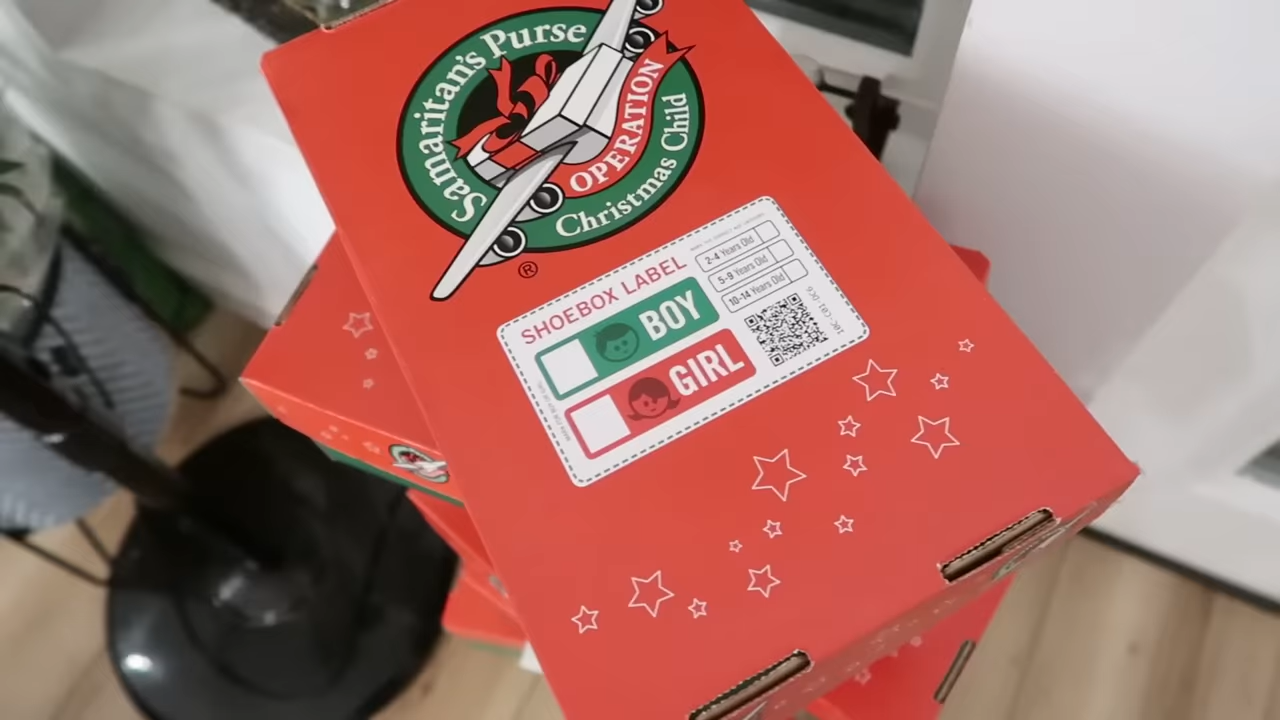 Samaritan's Purse
OPERATION
Christmas Child
®
SHOEBOX LABEL
BOY
GIRL
2-4 Years Old
5-9 Years Old
10-14 Years Old